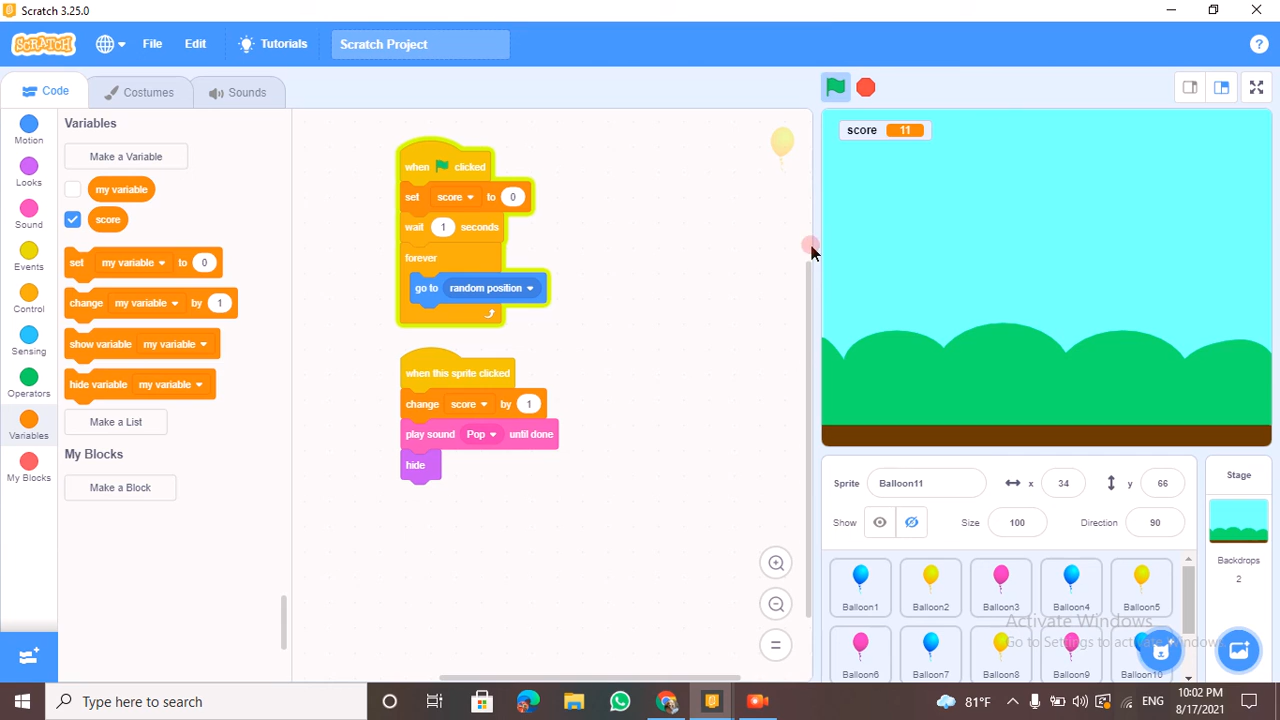 Scratch 3.25.0
SCRATCH File Edit Tutorials Scratch Project ?
Code Costumes Sounds
Variables
Make a Variable
my variable
score
set my variable to 0
change my variable by 1
show variable my variable
hide variable my variable
Make a List
My Blocks
Make a Block
Motion
Looks
Sound
Events
Control
Sensing
Operators
Variables
My Blocks
when clicked
set score to 0
wait 1 seconds
forever
go to random position
when this sprite clicked
change score by 1
play sound Pop until done
hide
score 11
Sprite Balloon11 x 34 y 66
Show Size 100 Direction 90
Stage
Backdrops
2
Balloon1 Balloon2 Balloon3 Balloon4 Balloon5
Balloon6 Balloon7 Balloon8 Balloon9 Balloon10
Activate Windows
Go to Settings to activate Windows.
Type here to search
81°F ENG 10:02 PM
8/17/2021